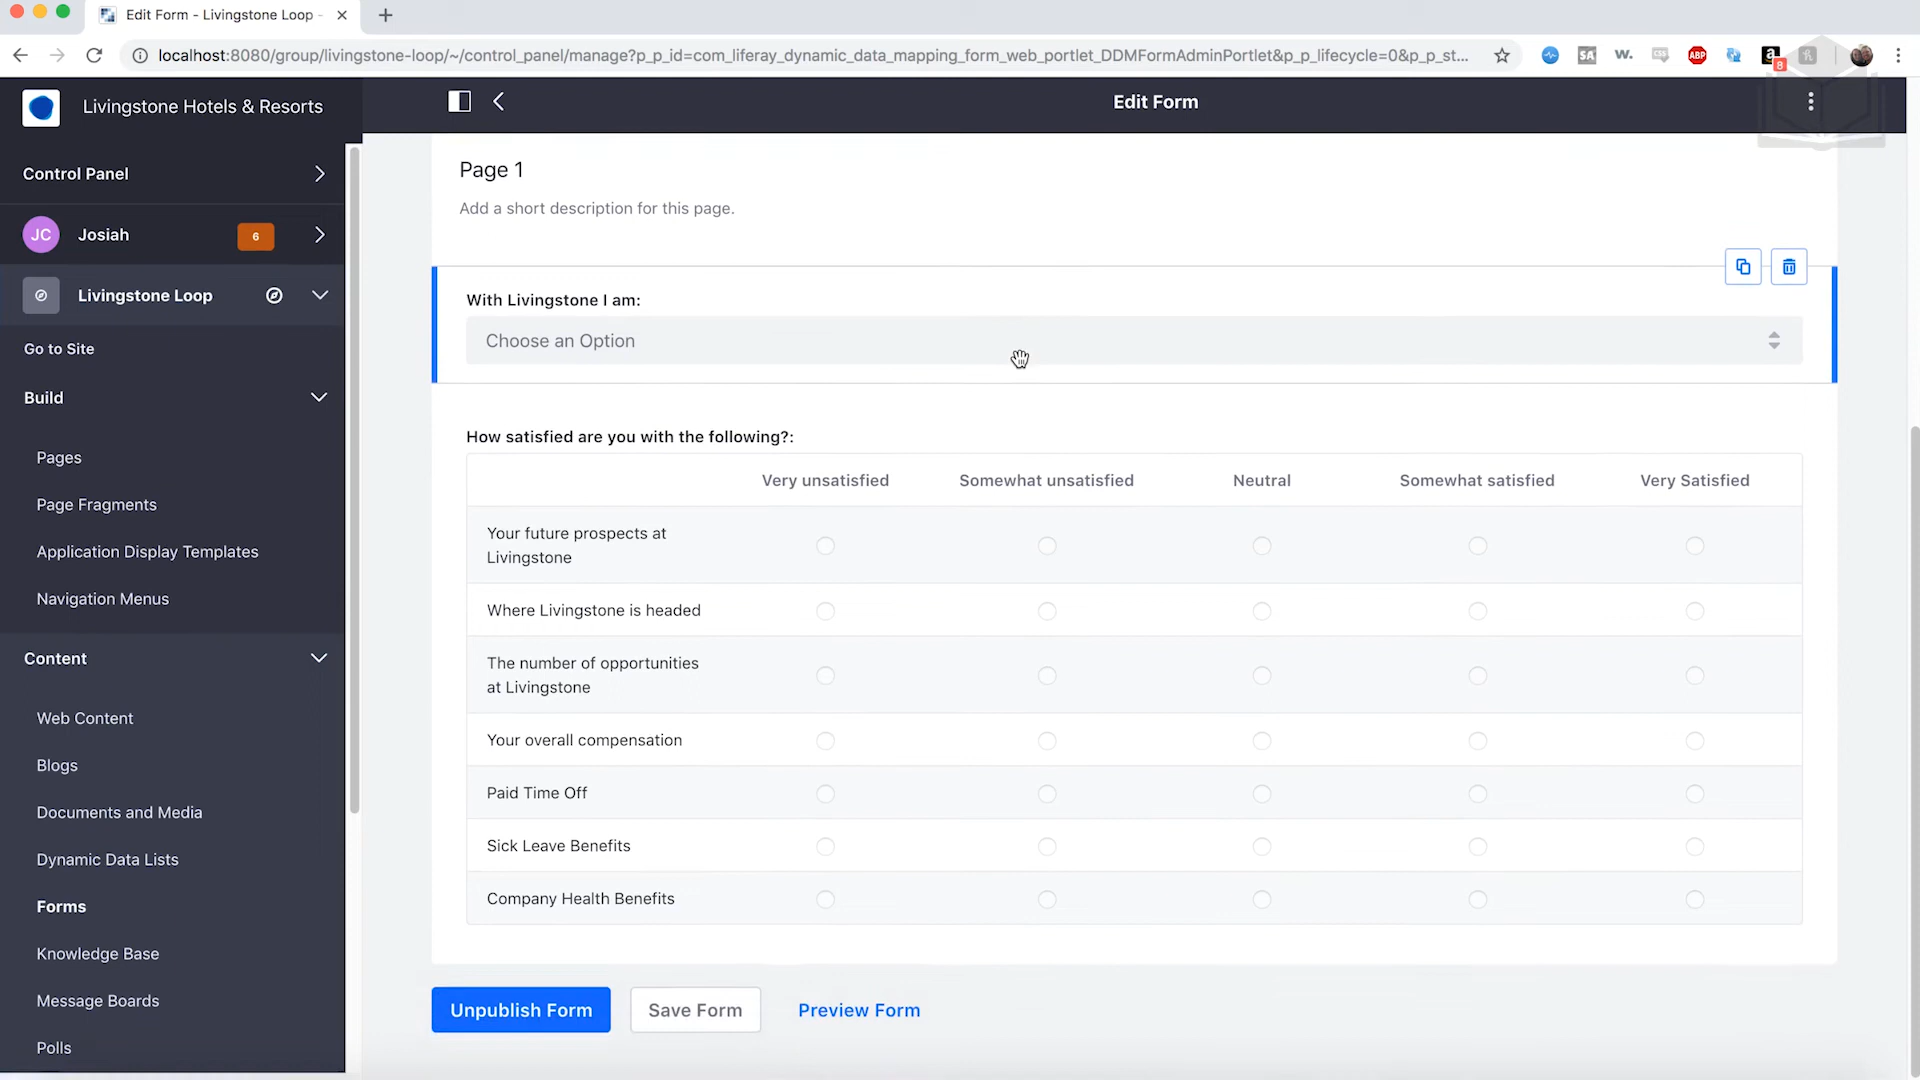 Edit Form - Livingstone Loop -
localhost:8080/group/livingstone-loop/~/control_panel/manage?p_p_id=com_liferay_dynamic_data_mapping_form_web_portlet_DDMFormAdminPortlet&p_p_lifecycle=0&p_p_st...
SA
W.
CSS
ABP
a
8
Livingstone Hotels & Resorts
Edit Form
Control Panel
JC
Josiah
6
Livingstone Loop
Go to Site
Build
Pages
Page Fragments
Application Display Templates
Navigation Menus
Content
Web Content
Blogs
Documents and Media
Dynamic Data Lists
Forms
Knowledge Base
Message Boards
Polls
Page 1
Add a short description for this page.
With Livingstone I am:
Choose an Option
How satisfied are you with the following?:
Very unsatisfied
Somewhat unsatisfied
Neutral
Somewhat satisfied
Very Satisfied
Your future prospects at
Livingstone
Where Livingstone is headed
The number of opportunities
at Livingstone
Your overall compensation
Paid Time Off
Sick Leave Benefits
Company Health Benefits
Unpublish Form
Save Form
Preview Form